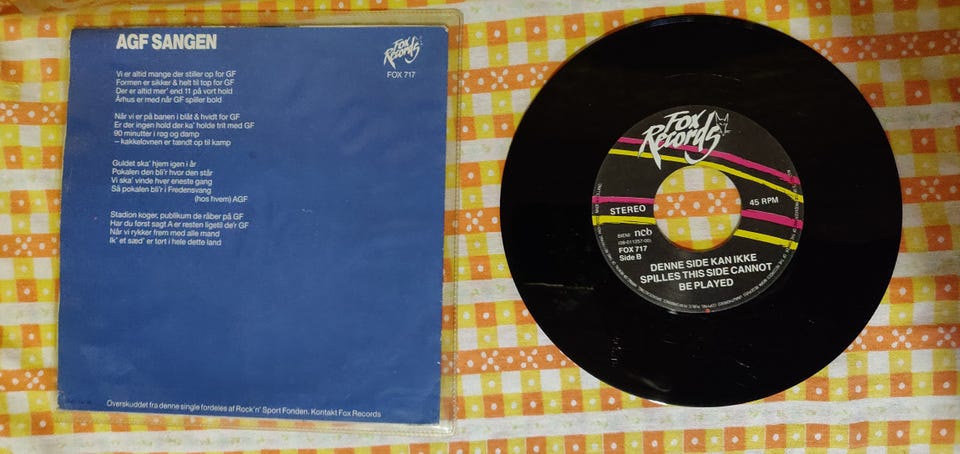 AGF SANGEN
Fox
Records
FOX 717
Vi er altid mange der stiller op for GF
Formen er sikker & helt til top for GF
Der er altid mer' end 11 på vort hold
Århus er med når GF spiller bold
Når vi er på banen i blåt & hvidt for GF
Er der ingen hold der ka' holde trit med GF
90 minutter i røg og damp
– kakkelovnen er tændt op til kamp
Guldet ska' hjem igen i år
Pokalen den bli'r hvor den står
Vi ska' vinde hver eneste gang
Så pokalen bli'r i Fredensvang
(hos hvem) AGF
Stadion koger, publikum de råber på GF
Har du først sagt A er resten ligetil de'r GF
Når vi rykker frem med alle mand
Ik' et sæd' er tørt i hele dette land
Overskuddet fra denne single fordeles af Rock'n' Sport Fonden. Kontakt Fox Records
Fox
Records
STEREO
45 RPM
BIEM ncb
FOX 717
Side B
DENNE SIDE KAN IKKE
SPILLES THIS SIDE CANNOT
BE PLAYED